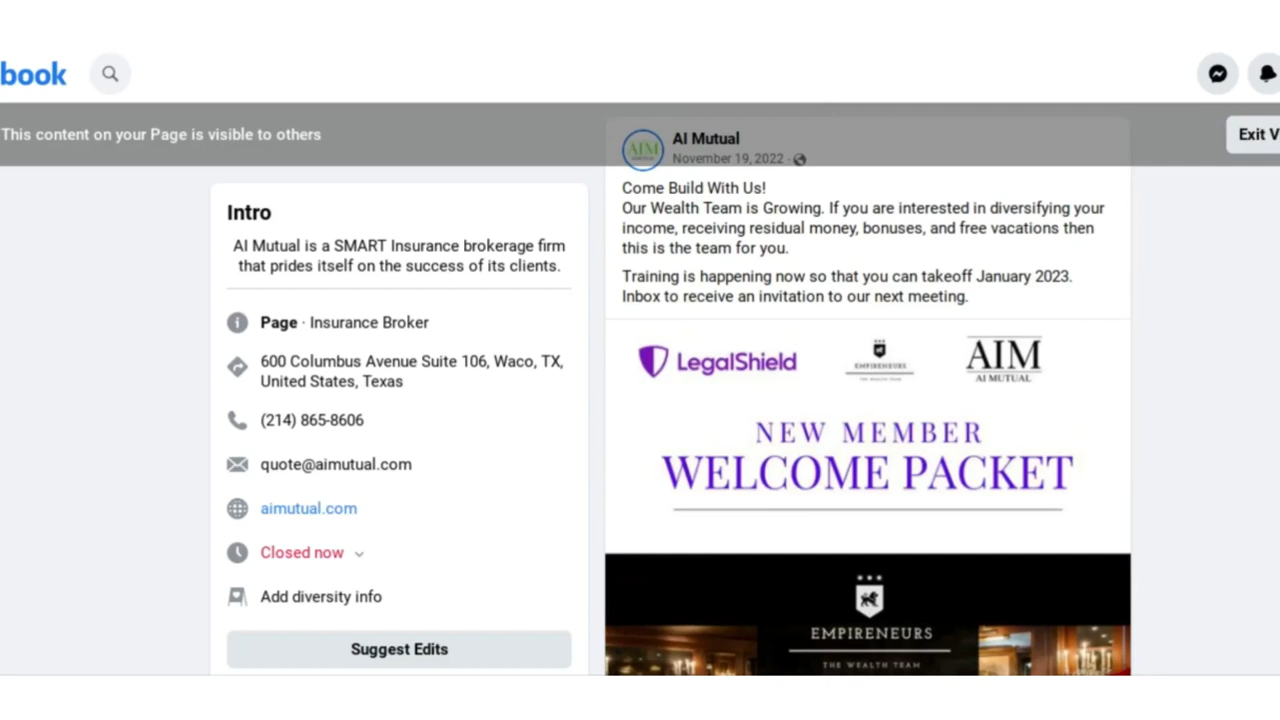 book
This content on your Page is visible to others
Exit V
Intro
AI Mutual is a SMART Insurance brokerage firm
that prides itself on the success of its clients.
Page · Insurance Broker
600 Columbus Avenue Suite 106, Waco, TX,
United States, Texas
(214) 865-8606
quote@aimutual.com
aimutual.com
Closed now
Add diversity info
Suggest Edits
AIM
AI Mutual
November 19, 2022 ·
Come Build With Us!
Our Wealth Team is Growing. If you are interested in diversifying your
income, receiving residual money, bonuses, and free vacations then
this is the team for you.
Training is happening now so that you can takeoff January 2023.
Inbox to receive an invitation to our next meeting.
LegalShield
EMPIRENEURS
THE WEALTH TEAM
AIM
AI MUTUAL
NEW MEMBER
WELCOME PACKET
EMPIRENEURS
THE WEALTH TEAM